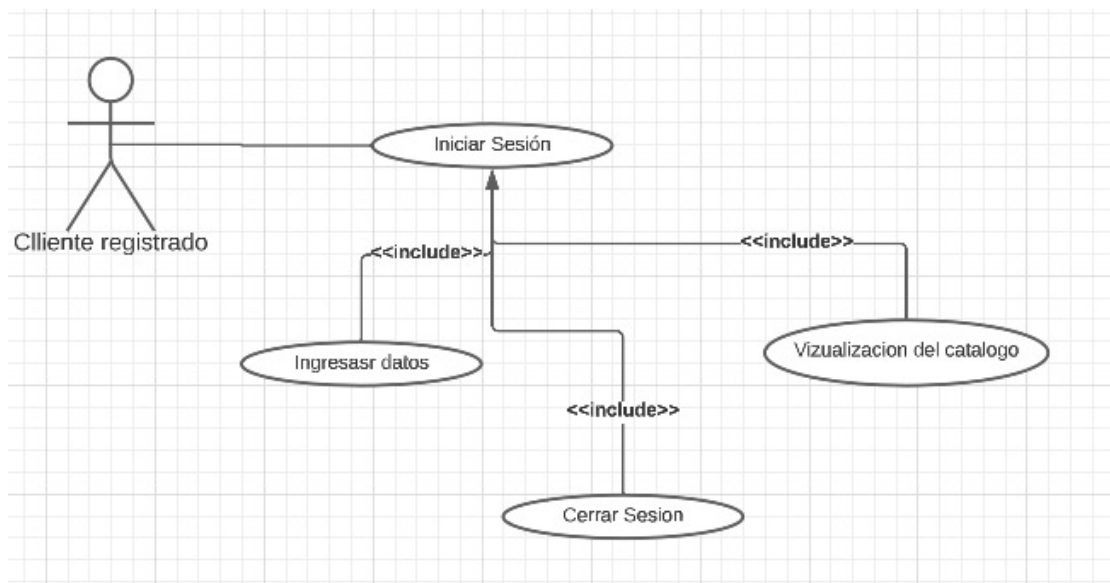 Iniciar Sesión
Clliente registrado
<<include>>
<<include>>
Ingresasr datos
Vizualizacion del catalogo
<<include>>
Cerrar Sesion